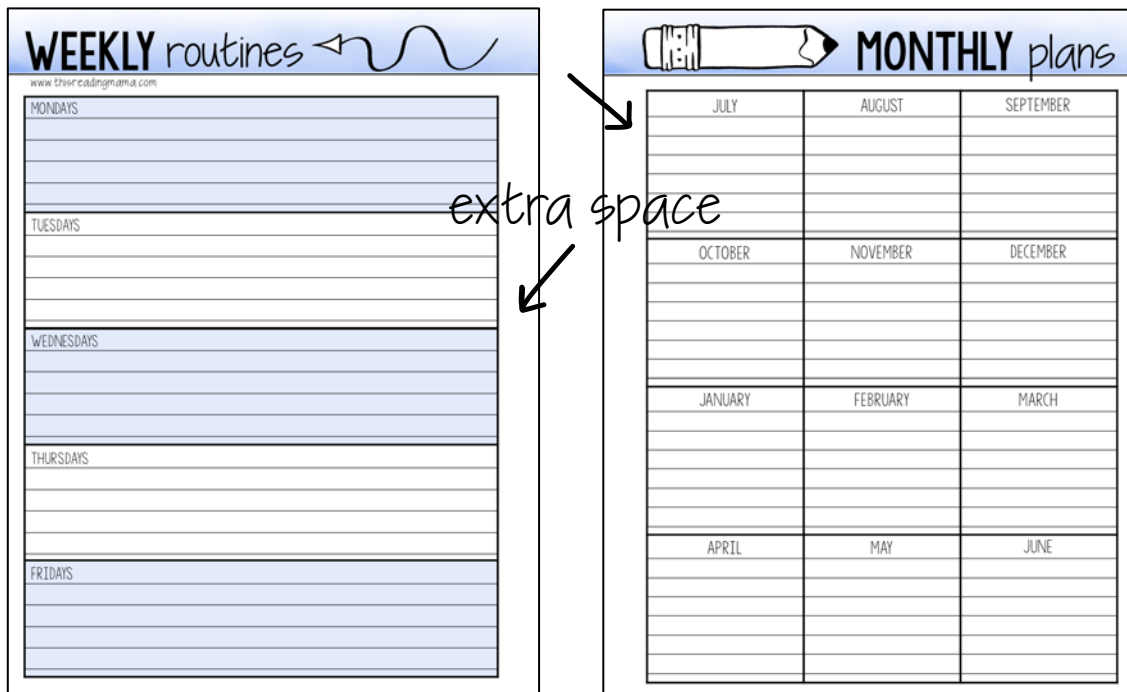 WEEKLY routines
www.thisreadingmama.com
MONDAYS
TUESDAYS
WEDNESDAYS
THURSDAYS
FRIDAYS
extra space
MONTHLY plans
JULY AUGUST SEPTEMBER
OCTOBER NOVEMBER DECEMBER
JANUARY FEBRUARY MARCH
APRIL MAY JUNE